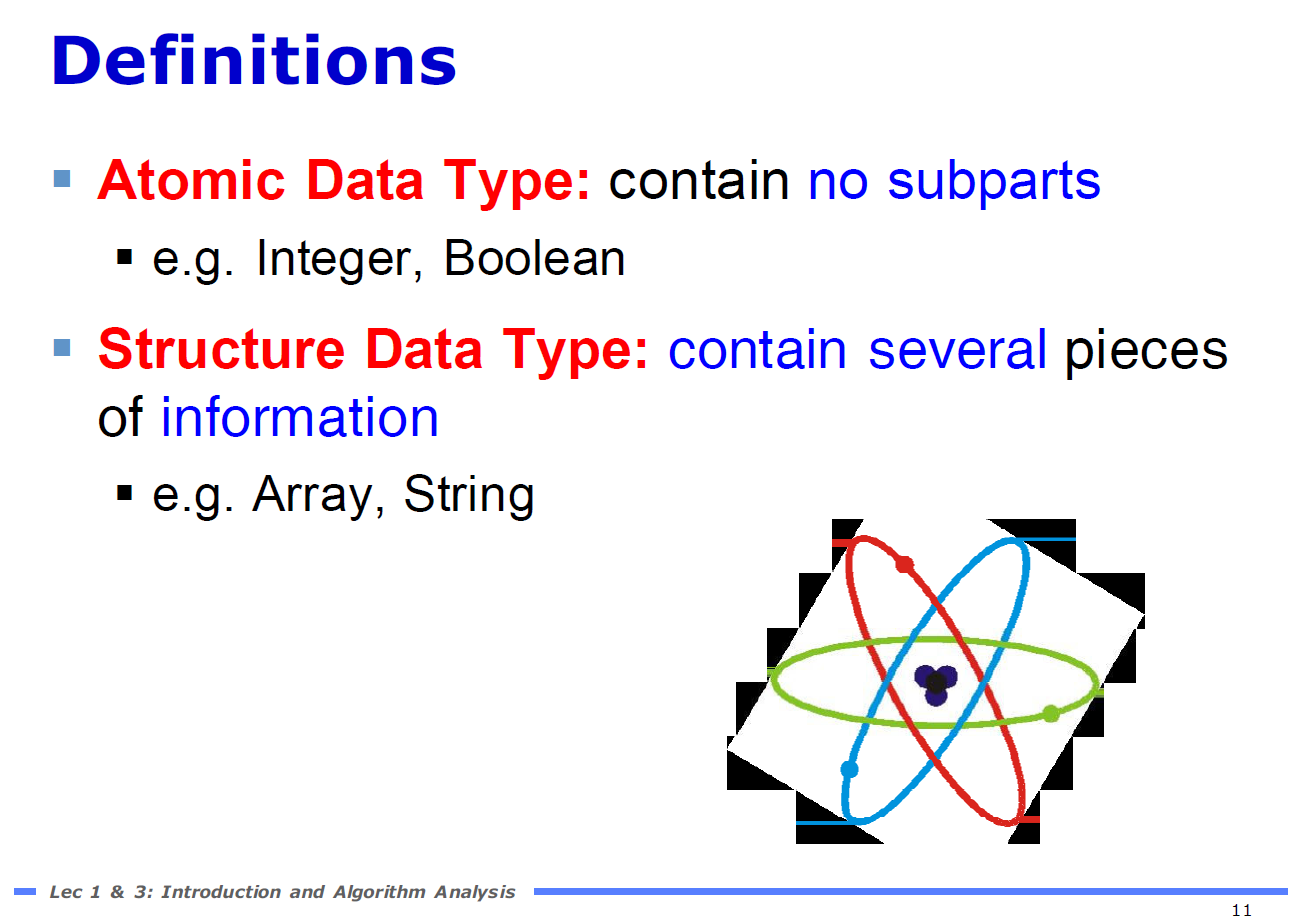 Definitions
Atomic Data Type: contain no subparts
e.g. Integer, Boolean
Structure Data Type: contain several pieces
of information
e.g. Array, String
Lec 1 & 3: Introduction and Algorithm Analysis
11